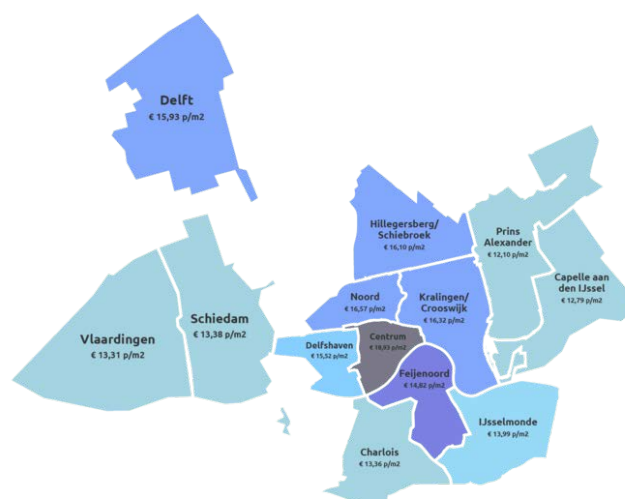 Delft
€ 15,93 p/m2
Hillegersberg/
Schiebroek
€ 16,10 p/m2
Prins
Alexander
€ 12,10 p/m2
Capelle aan
den IJssel
€ 12,79 p/m2
Noord
€ 16,57 p/m2
Kralingen/
Crooswijk
€ 16,32 p/m2
Schiedam
€ 13,38 p/m2
Vlaardingen
€ 13,31 p/m2
Delfshaven
€ 15,52 p/m2
Centrum
p/m2
Feijenoord
€ 14,82 p/m2
IJsselmonde
€ 13,99 p/m2
Charlois
€ 13,36 p/m2